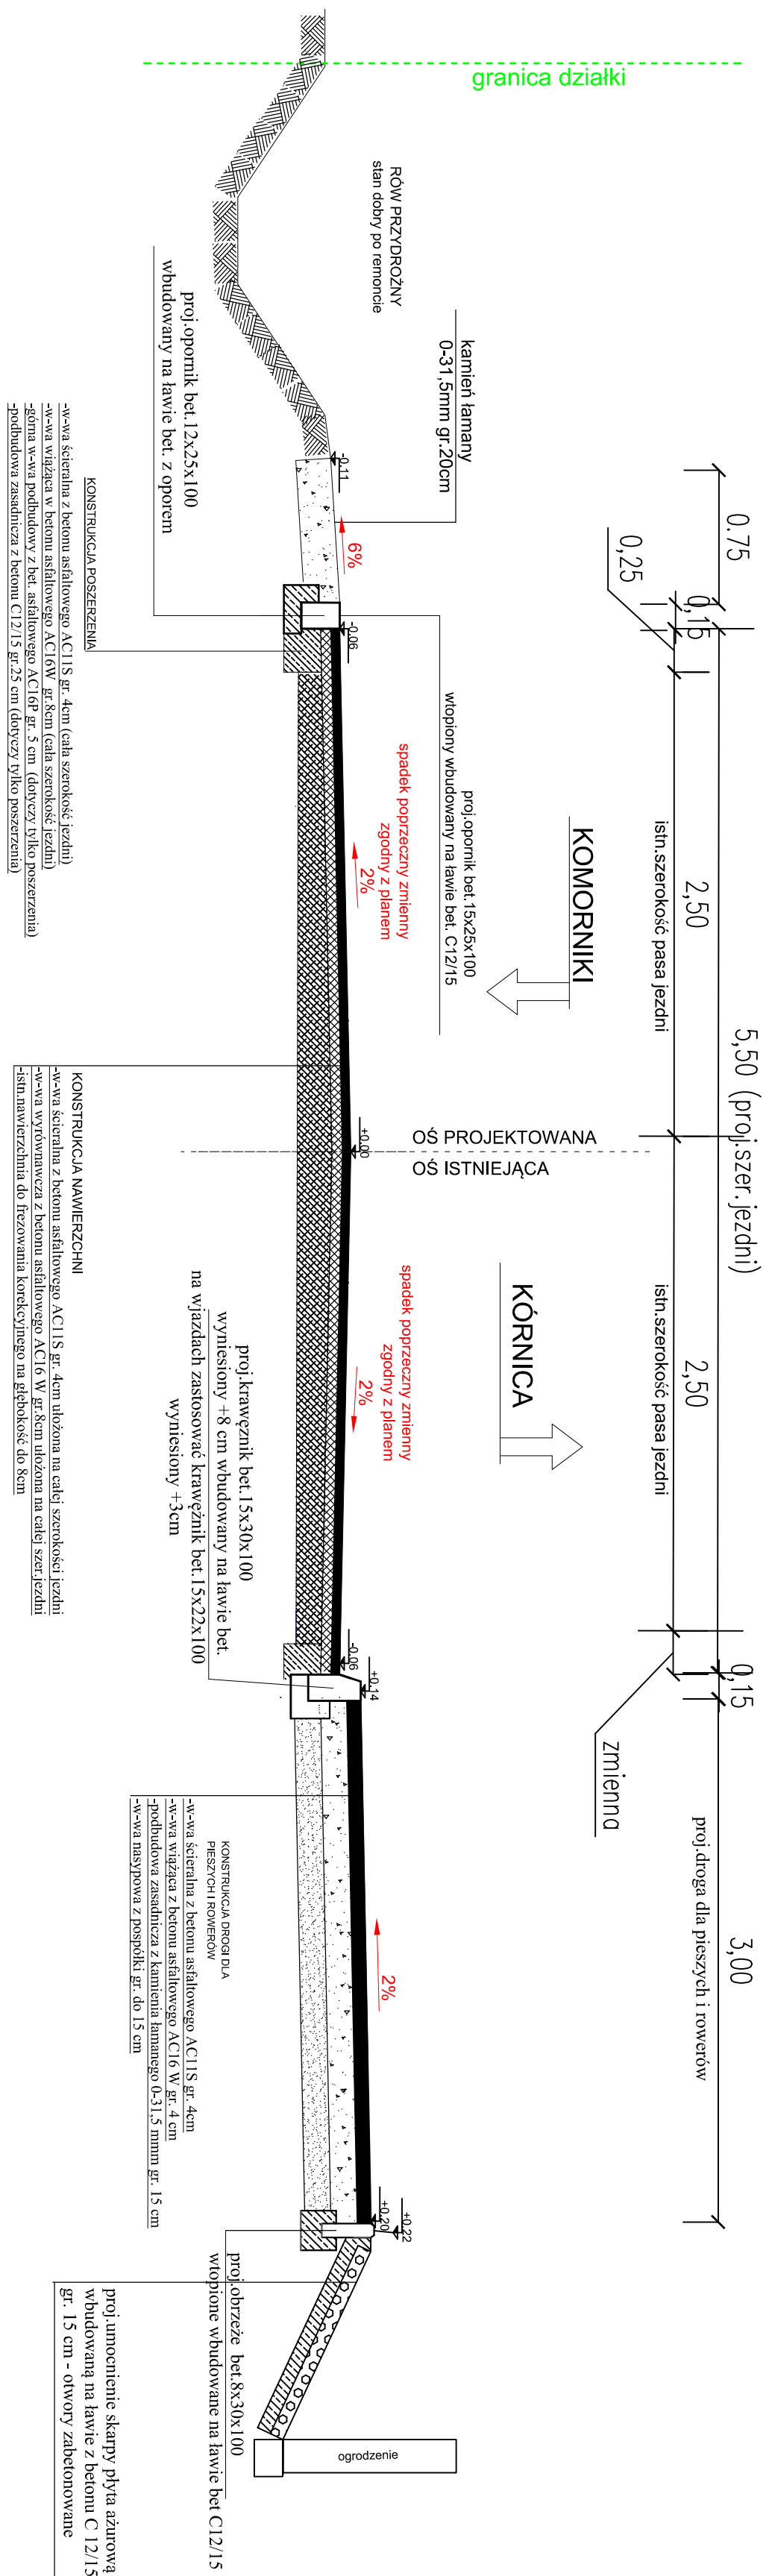 granica działki
RÓW PRZYDROŻNY
stan dobry po remoncie
kamień łamany
0-31,5mm gr.20cm
0.75
0,25
0,15
5,50 (proj.szer.jezdni)
2,50
istn.szerokość pasa jezdni
2,50
istn.szerokość pasa jezdni
0,15
zmienna
3,00
proj.droga dla pieszych i rowerów
KOMORNIKI
KÓRNICA
OŚ PROJEKTOWANA
OŚ ISTNIEJĄCA
proj.opornik bet.15x25x100
wtopiony wbudowany na ławie bet. C12/15
spadek poprzeczny zmienny
zgodny z planem
2%
spadek poprzeczny zmienny
zgodny z planem
2%
6%
2%
-0.11
-0.06
+0.00
-0.06
+0.14
+0.20
+0.22
proj.opornik bet.12x25x100
wbudowany na ławie bet. z oporem
KONSTRUKCJA POSZERZENIA
-w-wa ścieralna z betonu asfaltowego AC11S gr. 4cm (cała szerokość jezdni)
-w-wa wiążąca w betonu asfaltowego AC16W gr.8cm (cała szerokość jezdni)
-górna w-wa podbudowy z bet. asfaltowego AC16P gr. 5 cm (dotyczy tylko poszerzenia)
-podbudowa zasadnicza z betonu C12/15 gr.25 cm (dotyczy tylko poszerzenia)
KONSTRUKCJA NAWIERZCHNI
-w-wa ścieralna z betonu asfaltowego AC11S gr. 4cm ułożona na całej szerokości jezdni
-w-wa wyrównawcza z betonu asfaltowego AC16 W gr.8cm ułożona na całej szer.jezdni
-istn.nawierzchnia do frezowania korekcyjnego na głębokość do 8cm
proj.krawężnik bet.15x30x100
wyniesiony +8 cm wbudowany na ławie bet.
na wjazdach zastosować krawężnik bet.15x22x100
wyniesiony +3cm
KONSTRUKCJA DROGI DLA
PIESZYCH I ROWERÓW
-w-wa ścieralna z betonu asfaltowego AC11S gr. 4cm
-w-wa wiążąca z betonu asfaltowego AC16 W gr. 4 cm
-podbudowa zasadnicza z kamienia łamanego 0-31,5 mmm gr. 15 cm
-w-wa nasypowa z pospółki gr. do 15 cm
proj.obrzeże bet.8x30x100
wtopione wbudowane na ławie bet C12/15
proj.umocnienie skarpy płyta ażurową
wbudowaną na ławie z betonu C 12/15
gr. 15 cm - otwory zabetonowane
ogrodzenie